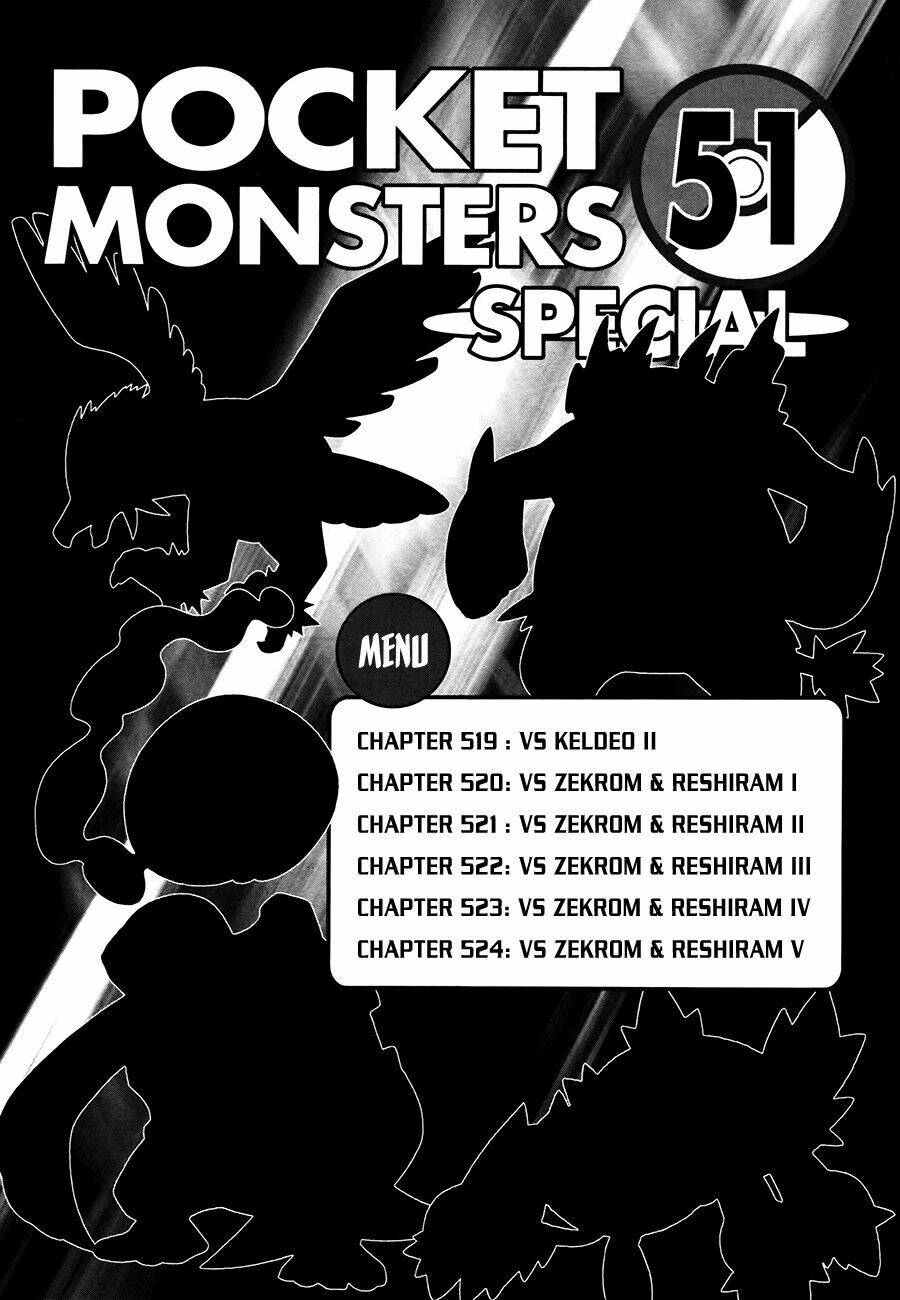 POCKET
MONSTERS
51
SPECIAL
MENU
CHAPTER 519 : VS KELDEO II
CHAPTER 520: VS ZEKROM & RESHIRAM I
CHAPTER 521 : VS ZEKROM & RESHIRAM II
CHAPTER 522: VS ZEKROM & RESHIRAM III
CHAPTER 523: VS ZEKROM & RESHIRAM IV
CHAPTER 524: VS ZEKROM & RESHIRAM V